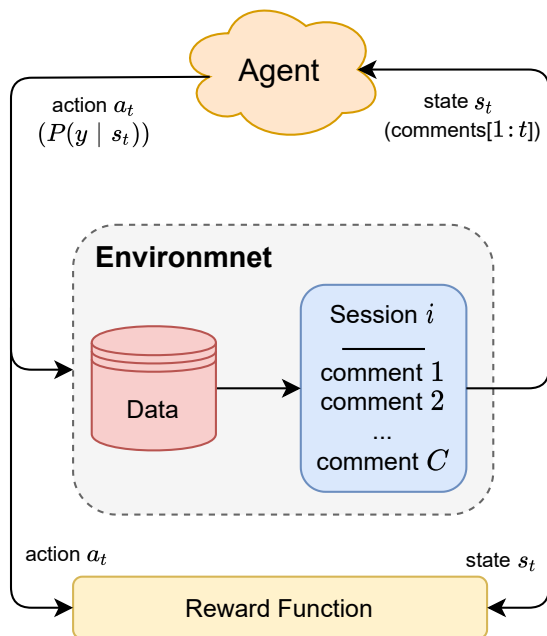 Agent
action a_t
(P(y | s_t))
state s_t
(comments[1:t])
Environmnet
Data
Session i
comment 1
comment 2
...
comment C
action a_t
state s_t
Reward Function